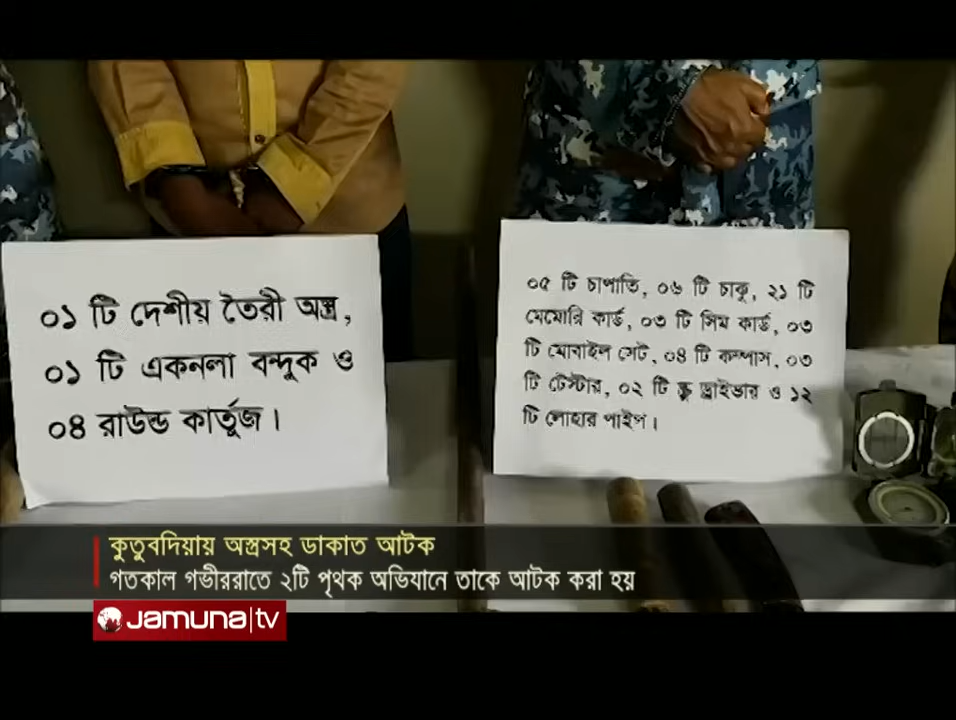 ০১ টি দেশীয় তৈরী অস্ত্র,
০১ টি একনলা বন্দুক ও
০৪ রাউন্ড কার্তুজ।
০৫ টি চাপাতি, ০৬ টি চাকু, ২১ টি
মেমোরি কার্ড, ০৩ টি সিম কার্ড, ০৩
টি মোবাইল সেট, ০৪ টি কম্পাস, ০৩
টি টেস্টার, ০২ টি স্ক্রু ড্রাইভার ও ১২
টি লোহার পাইপ।
কুতুবদিয়ায় অস্ত্রসহ ডাকাত আটক
গতকাল গভীররাতে ২টি পৃথক অভিযানে তাকে আটক করা হয়
Jamuna|tv